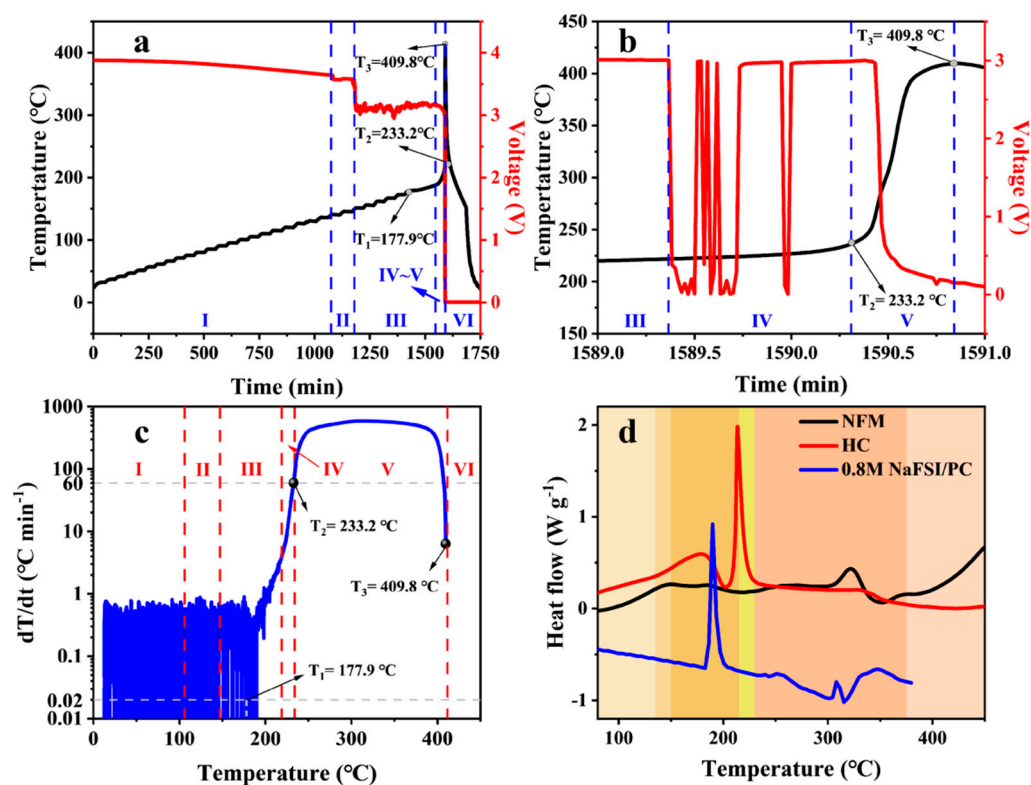 a
T₃=409.8℃
T₂=233.2℃
T₁=177.9℃
IV~V
I
II
III
VI
400
300
200
100
0
4
3
2
1
0
0
250
500
750
1000
1250
1500
1750
Tempertature (℃)
Voltage (V)
Time (min)
b
T₃ = 409.8 ℃
T₂ = 233.2 ℃
III
IV
V
450
400
350
300
250
200
150
3
2
1
0
1589.0
1589.5
1590.0
1590.5
1591.0
Tempertature (℃)
Voltage (V)
Time (min)
c
I
II
III
IV
V
VI
T₂= 233.2 ℃
T₃= 409.8 ℃
T₁= 177.9 ℃
1000
100
60
10
1
0.1
0.02
0.01
0
100
200
300
400
dT/dt (℃ min⁻¹)
Temperature (℃)
d
NFM
HC
0.8M NaFSI/PC
2
1
0
-1
100
200
300
400
Heat flow (W g⁻¹)
Temperature (℃)